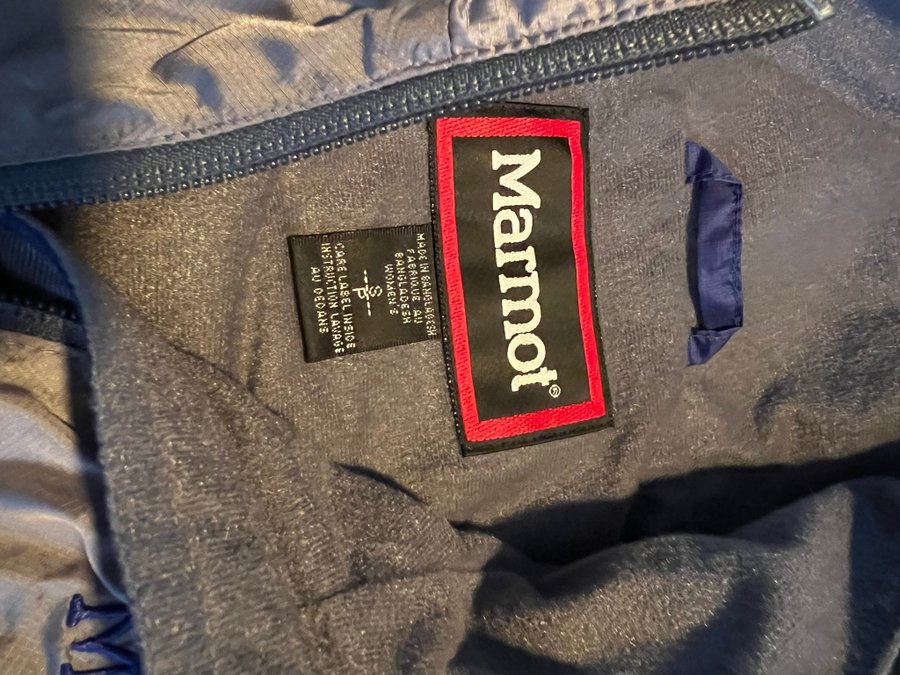 Marmot®
MADE IN BANGLADESH
FABRIQUE AU
BANGLADESH
WOMEN'S
S
P
CARE LABEL INSIDE
INSTRUCTION LAVAGE
AU DEDANS
M